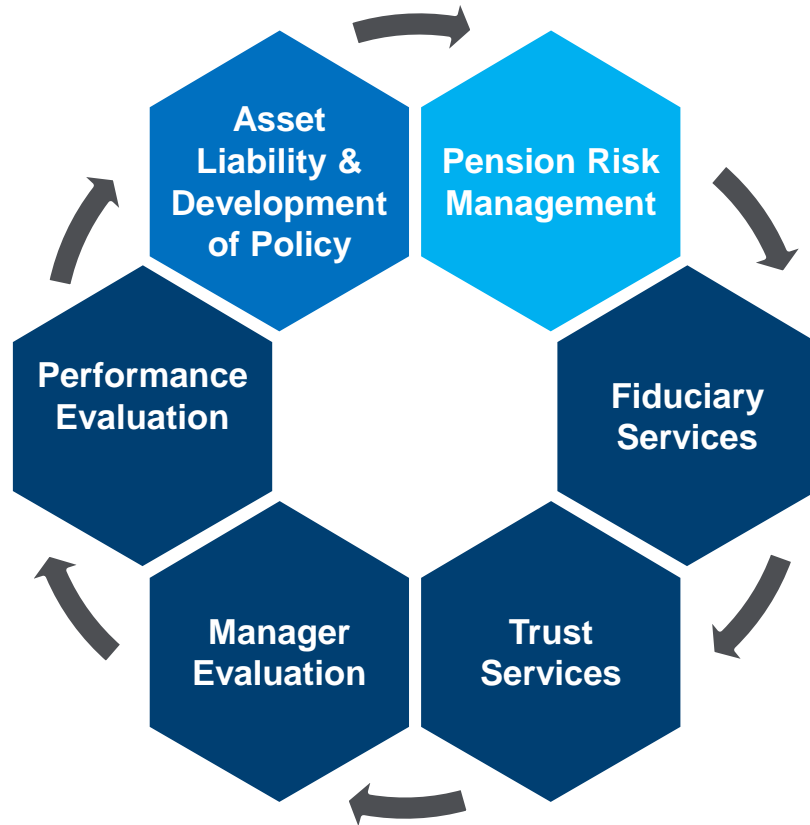 Asset
Liability &
Development
of Policy
Pension Risk
Management
Fiduciary
Services
Trust
Services
Manager
Evaluation
Performance
Evaluation